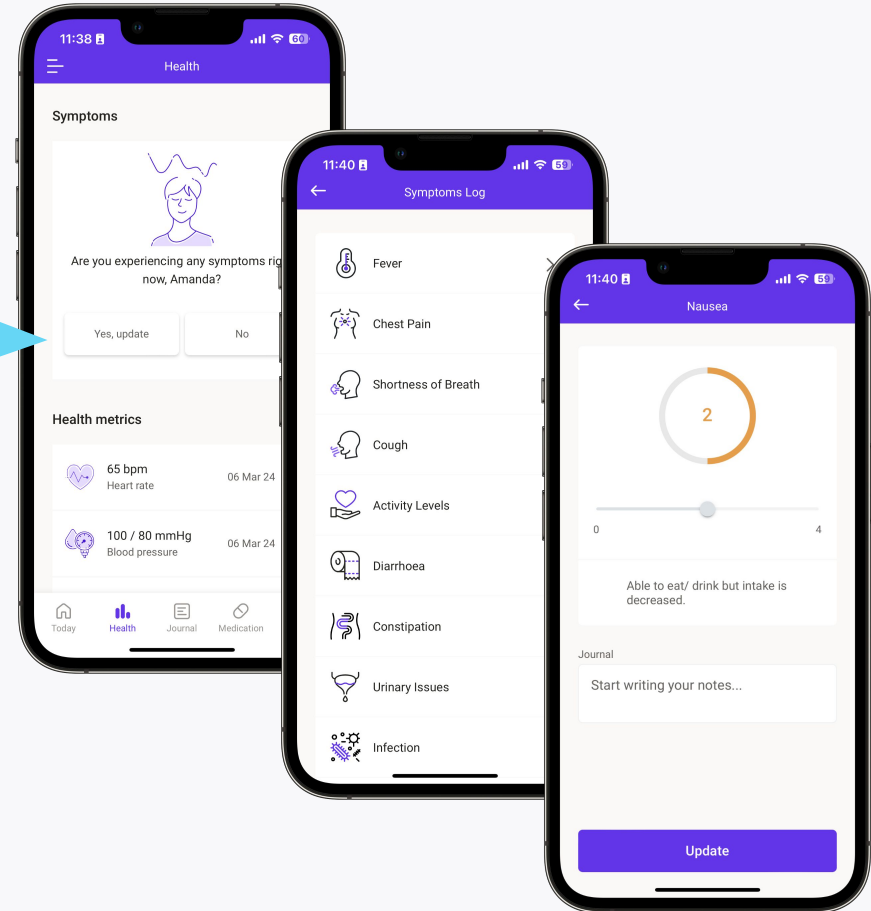 11:38
60
Health
Symptoms
Are you experiencing any symptoms rig
now, Amanda?
Yes, update
No
Health metrics
65 bpm
Heart rate
06 Mar 24
100 / 80 mmHg
Blood pressure
06 Mar 24
Today
Health
Journal
Medication
11:40
59
Symptoms Log
Fever
Chest Pain
Shortness of Breath
Cough
Activity Levels
Diarrhoea
Constipation
Urinary Issues
Infection
11:40
59
Nausea
2
0
4
Able to eat/ drink but intake is
decreased.
Journal
Start writing your notes...
Update